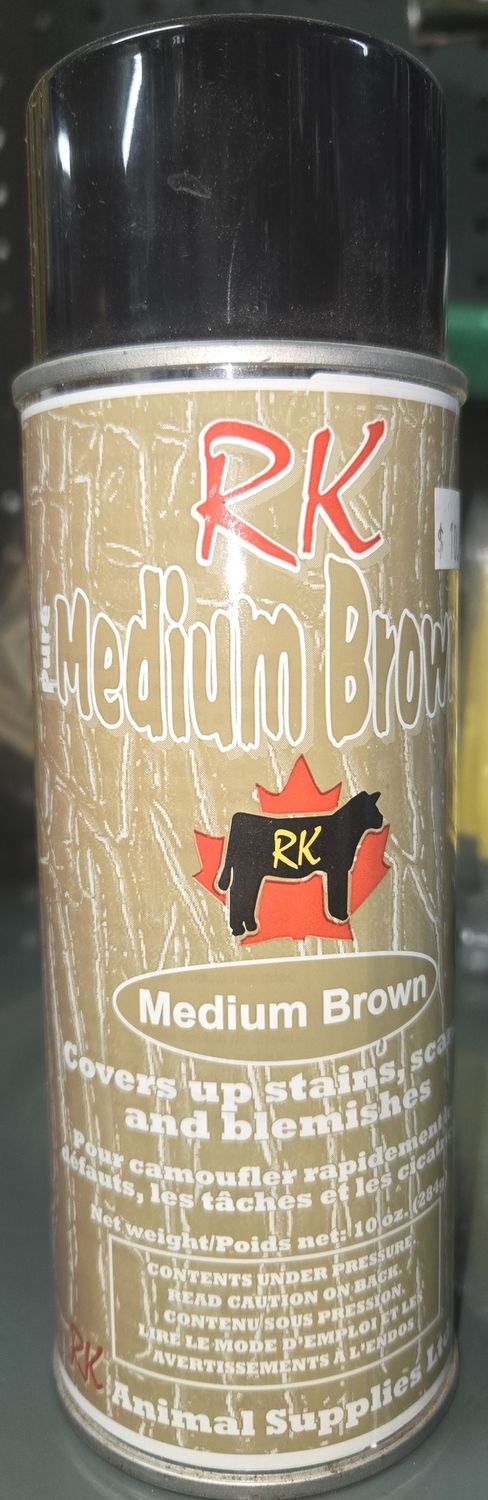 RK
$ 
Pure
Medium Brow
RK
Medium Brown
Covers up stains, scar
and blemishes
Pour camoufler rapidement
défauts, les tâches et les cicatri
Net weight/Poids net: 10 oz. (284g)
CONTENTS UNDER PRESSURE.
READ CAUTION ON BACK.
CONTENU SOUS PRESSION.
LIRE LE MODE D'EMPLOI ET LES
AVERTISSEMENTS À L'ENDOS
RK
Animal Supplies Ltd